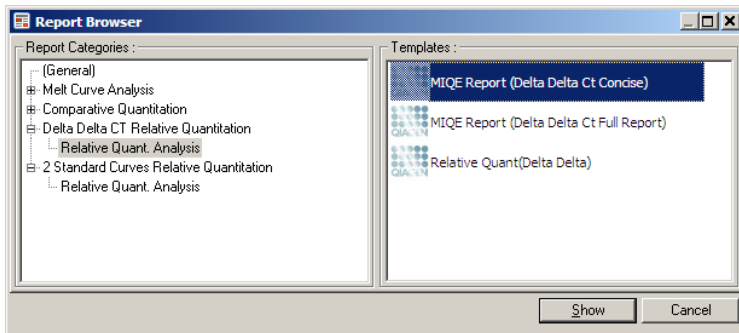 Report Browser
Report Categories :
(General)
Melt Curve Analysis
Comparative Quantitation
Delta Delta CT Relative Quantitation
Relative Quant. Analysis
2 Standard Curves Relative Quantitation
Relative Quant. Analysis
Templates :
MIQE Report (Delta Delta Ct Concise)
MIQE Report (Delta Delta Ct Full Report)
QIAGEN
Relative Quant(Delta Delta)
QIAGEN
Show
Cancel